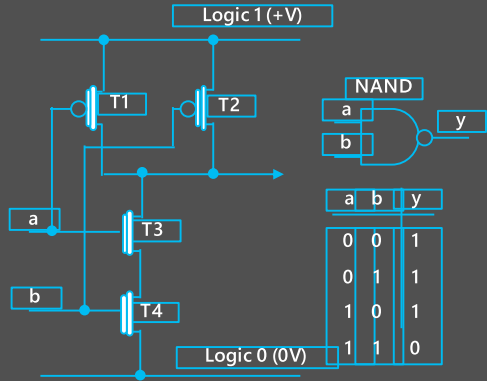 Logic 1 (+V)
T1
T2
NAND
a
y
b
a b y
0 0 1
0 1 1
1 0 1
1 1 0
a
T3
b
T4
Logic 0 (0V)